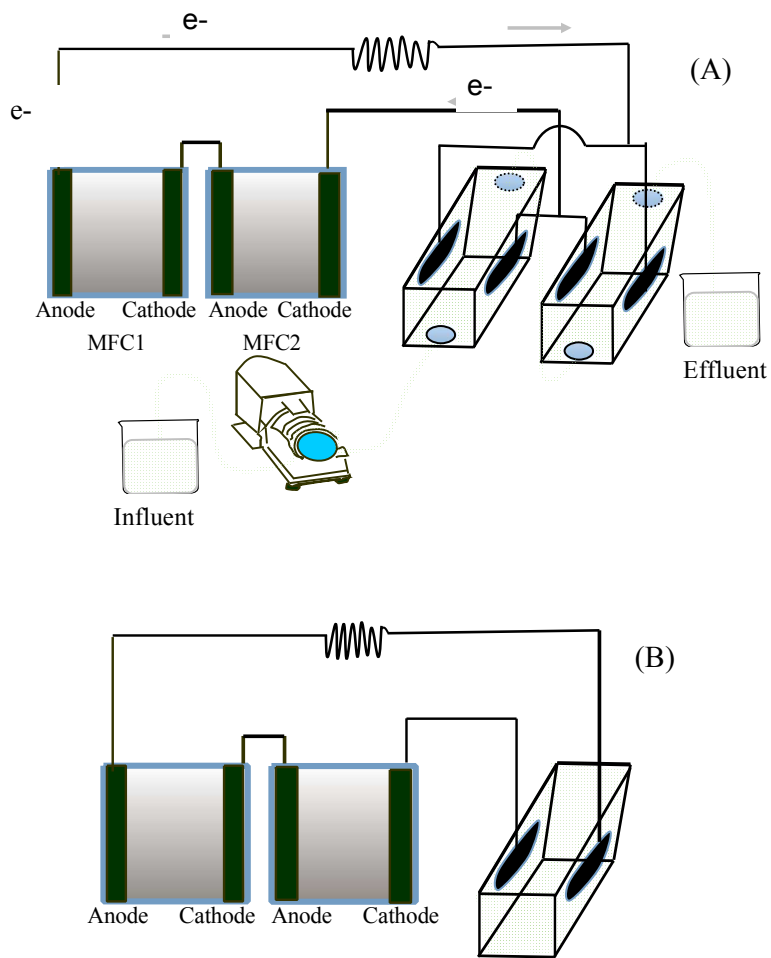 e-
(A)
e-
e-
Anode Cathode Anode Cathode
MFC1 MFC2
Effluent
Influent
(B)
Anode Cathode Anode Cathode